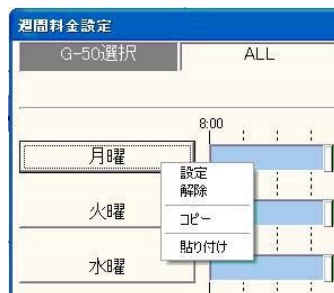 週間料金設定
G-50選択
ALL
8:00
月曜
設定
解除
火曜
コピー
貼り付け
水曜